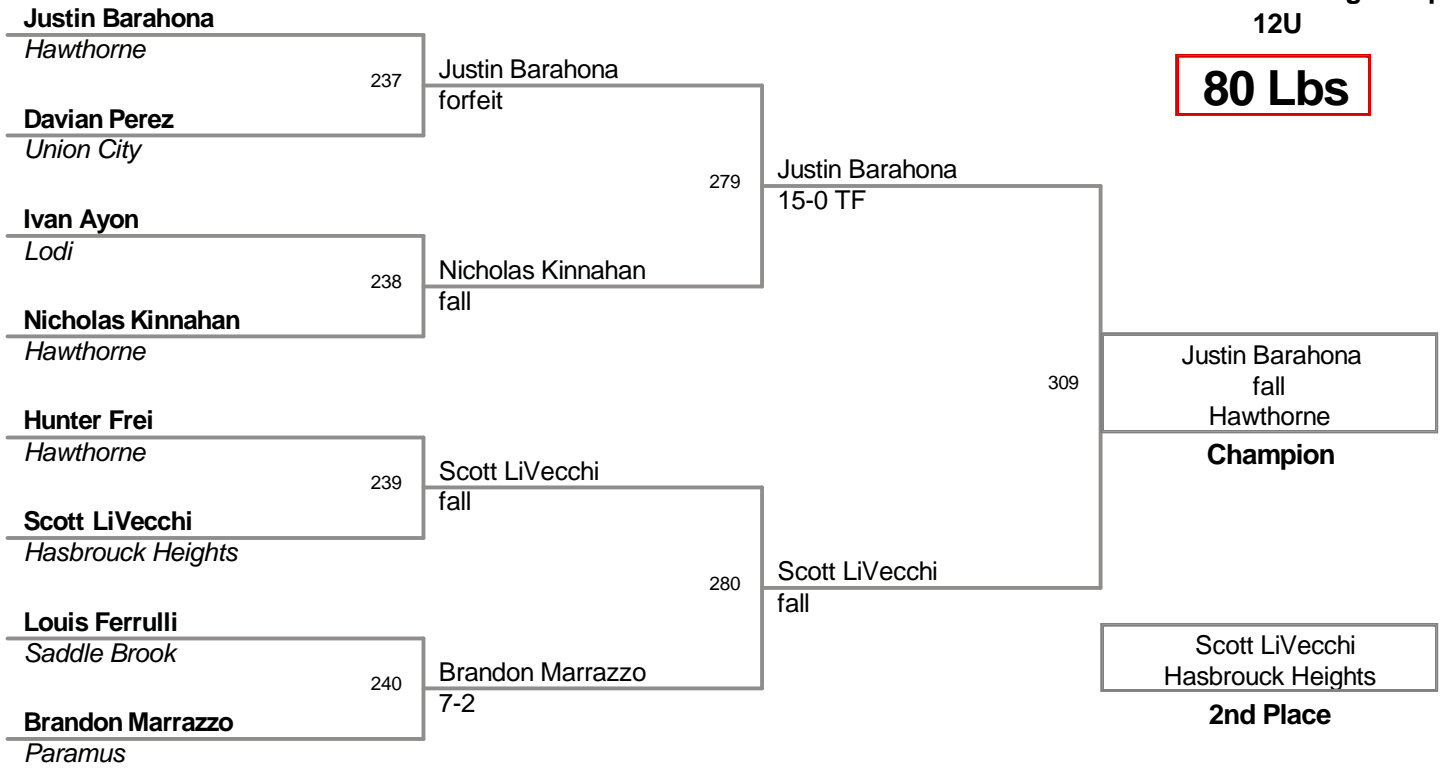 Justin Barahona
Hawthorne
237
Davian Perez
Union City
Justin Barahona
forfeit
Ivan Ayon
Lodi
238
Nicholas Kinnahan
Hawthorne
Nicholas Kinnahan
fall
279
Justin Barahona
15-0 TF
Hunter Frei
Hawthorne
239
Scott LiVecchi
Hasbrouck Heights
Scott LiVecchi
fall
Louis Ferrulli
Saddle Brook
240
Brandon Marrazzo
Paramus
Brandon Marrazzo
7-2
280
Scott LiVecchi
fall
309
12U
80 Lbs
Justin Barahona
fall
Hawthorne
Champion
Scott LiVecchi
Hasbrouck Heights
2nd Place